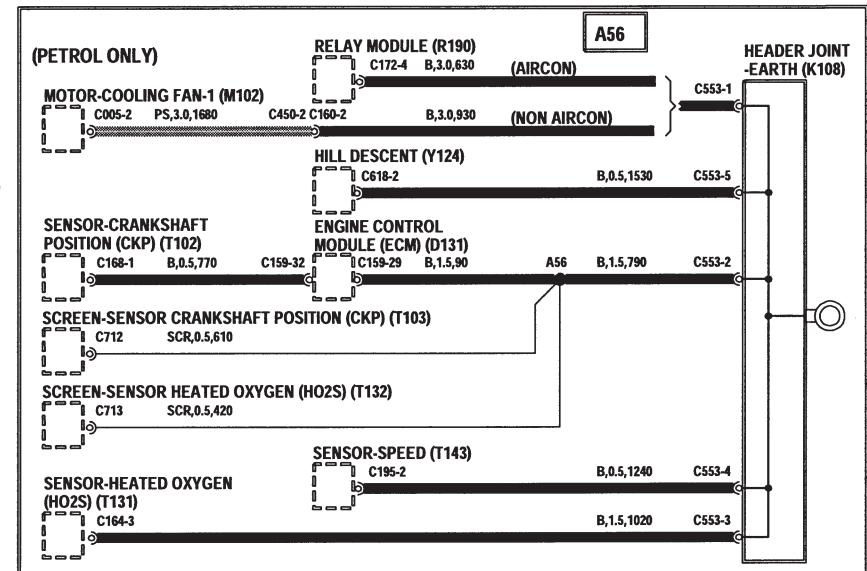 A56
(PETROL ONLY)
RELAY MODULE (R190)
HEADER JOINT
-EARTH (K108)
C172-4 B,3.0,630 (AIRCON)
MOTOR-COOLING FAN-1 (M102)
C553-1
C005-2 PS,3.0,1680 C450-2 C160-2 B,3.0,930 (NON AIRCON)
HILL DESCENT (Y124)
C618-2 B,0.5,1530 C553-5
SENSOR-CRANKSHAFT
POSITION (CKP) (T102)
ENGINE CONTROL
MODULE (ECM) (D131)
C168-1 B,0.5,770 C159-32 C159-29 B,1.5,90 A56 B,1.5,790 C553-2
SCREEN-SENSOR CRANKSHAFT POSITION (CKP) (T103)
C712 SCR,0.5,610
SCREEN-SENSOR HEATED OXYGEN (HO2S) (T132)
C713 SCR,0.5,420
SENSOR-SPEED (T143)
C195-2 B,0.5,1240 C553-4
SENSOR-HEATED OXYGEN
(HO2S) (T131)
C164-3 B,1.5,1020 C553-3